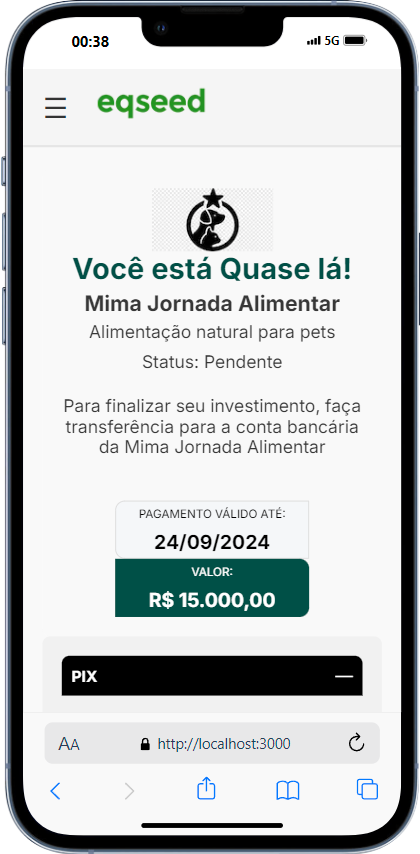 00:38
5G
eqseed
Você está Quase lá!
Mima Jornada Alimentar
Alimentação natural para pets
Status: Pendente
Para finalizar seu investimento, faça
transferência para a conta bancária
da Mima Jornada Alimentar
PAGAMENTO VÁLIDO ATÉ:
24/09/2024
VALOR:
R$ 15.000,00
PIX
AA
http://localhost:3000